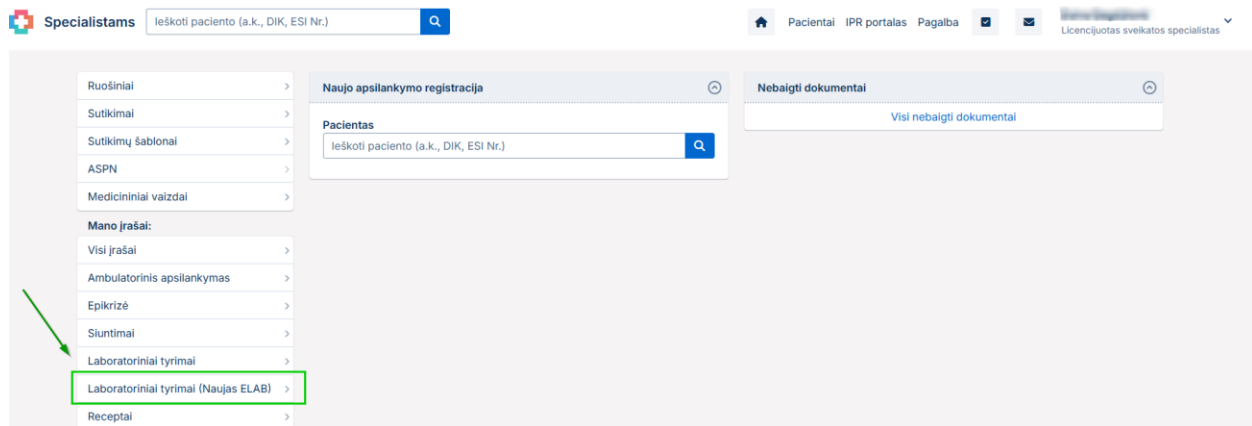 Specialistams
Ieškoti paciento (a.k., DIK, ESI Nr.)
Pacientai IPR portalas Pagalba
Licencijuotas sveikatos specialistas
Ruošiniai
Sutikimai
Sutikimų šablonai
ASPN
Medicininiai vaizdai
Mano įrašai:
Visi įrašai
Ambulatorinis apsilankymas
Epikrizė
Siuntimai
Laboratoriniai tyrimai
Laboratoriniai tyrimai (Naujas ELAB)
Receptai
Naujo apsilankymo registracija
Pacientas
Ieškoti paciento (a.k., DIK, ESI Nr.)
Nebaigti dokumentai
Visi nebaigti dokumentai